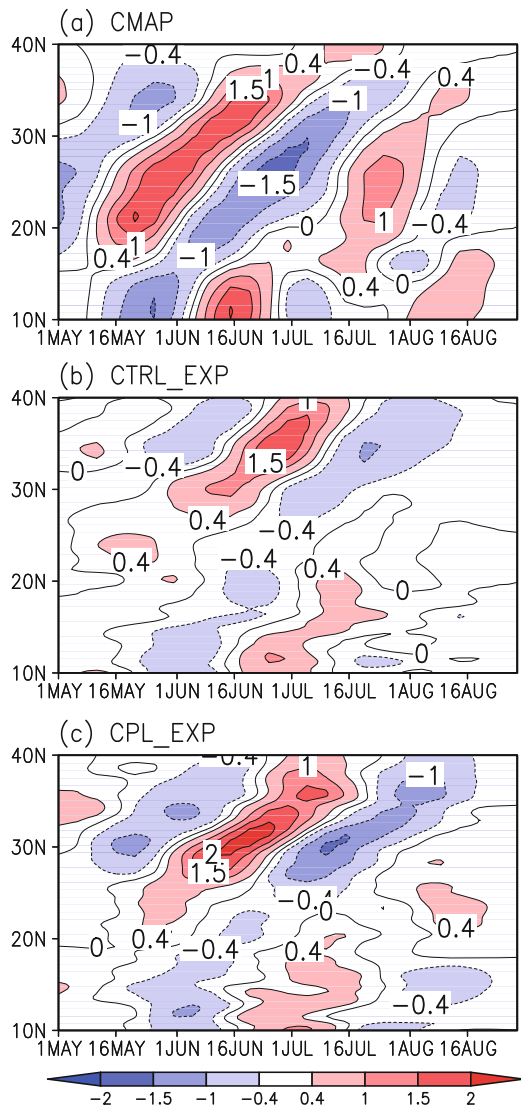 (a) CMAP
40N
30N
20N
10N
−0.4
1
0.4
−0.4
0.4
1.5
−1
−1
−1.5
1
0
1
−0.4
0.4
−1
0.4
0
1MAY 16MAY 1JUN 16JUN 1JUL 16JUL 1AUG 16AUG
(b) CTRL_EXP
40N
30N
20N
10N
1
0
−0.4
1.5
0.4
−0.4
0.4
−0.4
0.4
0
0
1MAY 16MAY 1JUN 16JUN 1JUL 16JUL 1AUG 16AUG
(c) CPL_EXP
40N
30N
20N
10N
−0.4
1
−1
2
1.5
−0.4
0
0.4
0
−0.4
0.4
0.4
−0.4
1MAY 16MAY 1JUN 16JUN 1JUL 16JUL 1AUG 16AUG
−2 −1.5 −1 −0.4 0.4 1 1.5 2